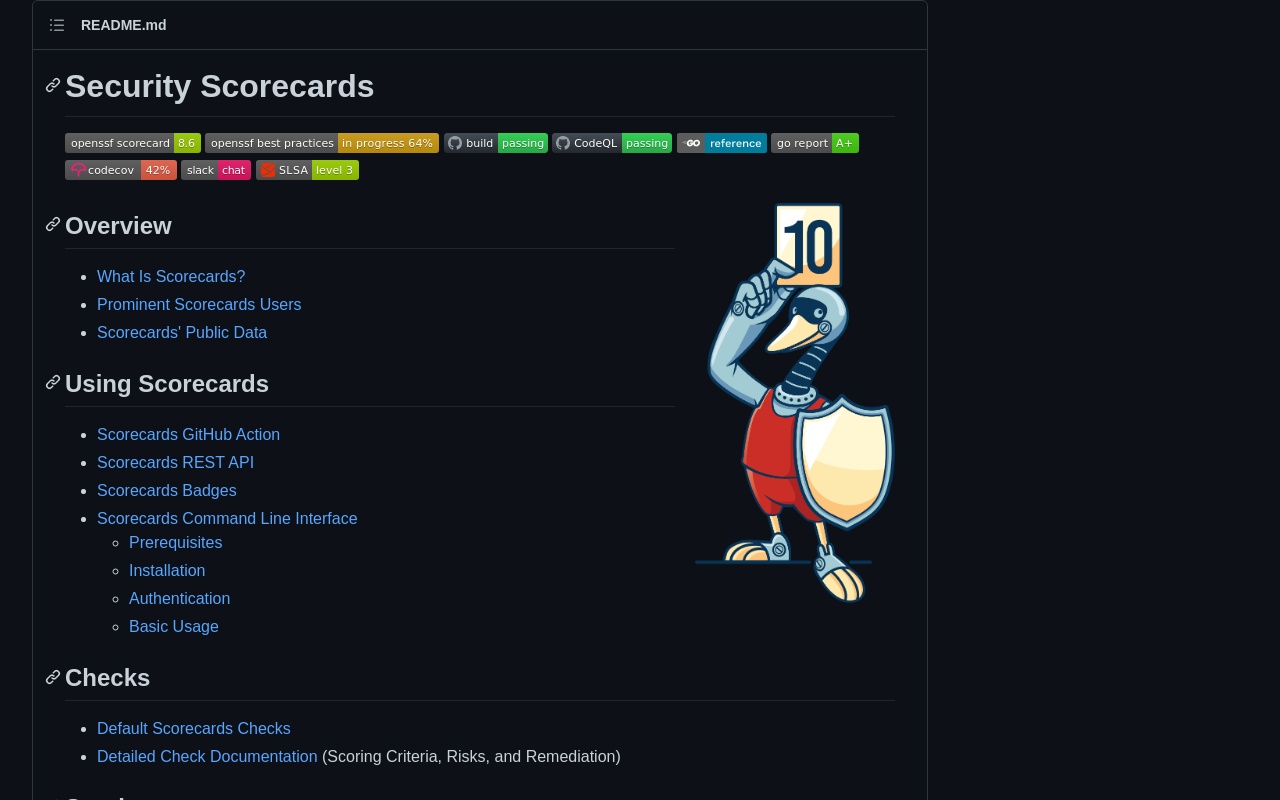 README.md
Security Scorecards
openssf scorecard 8.6 openssf best practices in progress 64% build passing CodeQL passing GO reference go report A+
codecov 42% slack chat SLSA level 3
10
Overview
What Is Scorecards?
Prominent Scorecards Users
Scorecards' Public Data
Using Scorecards
Scorecards GitHub Action
Scorecards REST API
Scorecards Badges
Scorecards Command Line Interface
Prerequisites
Installation
Authentication
Basic Usage
Checks
Default Scorecards Checks
Detailed Check Documentation (Scoring Criteria, Risks, and Remediation)